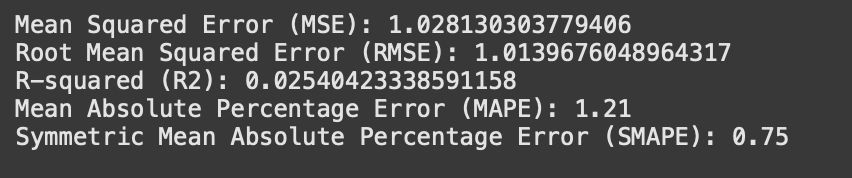 Mean Squared Error (MSE): 1.028130303779406
Root Mean Squared Error (RMSE): 1.0139676048964317
R-squared (R2): 0.02540423338591158
Mean Absolute Percentage Error (MAPE): 1.21
Symmetric Mean Absolute Percentage Error (SMAPE): 0.75